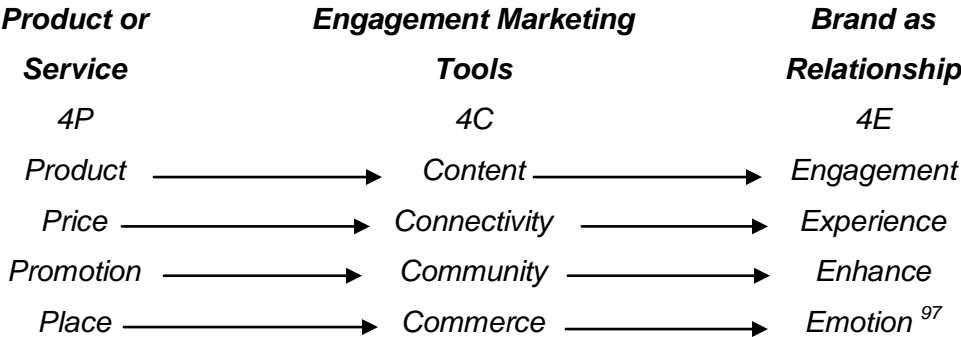 Product or Engagement Marketing Brand as
Service Tools Relationship
4P 4C 4E
Product Content Engagement
Price Connectivity Experience
Promotion Community Enhance
Place Commerce Emotion 97